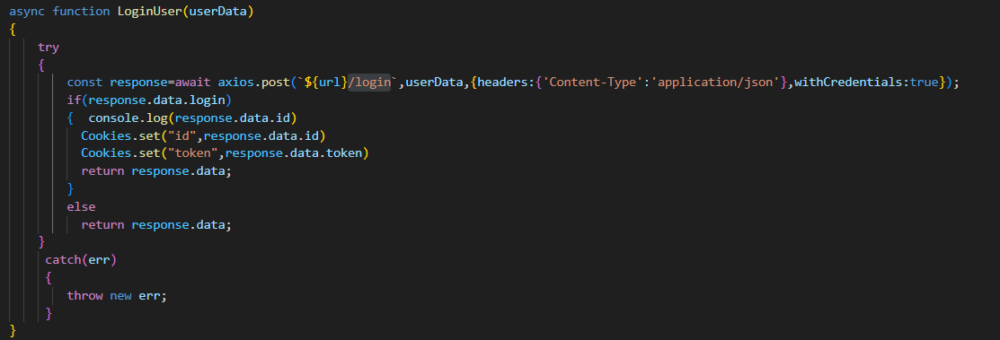 async function LoginUser(userData)
{
try
{
const response=await axios.post(`${url}/login`,userData,{headers:{'Content-Type':'application/json'},withCredentials:true});
if(response.data.login)
{  console.log(response.data.id)
Cookies.set("id",response.data.id)
Cookies.set("token",response.data.token)
return response.data;
}
else
return response.data;
}
catch(err)
{
throw new err;
}
}